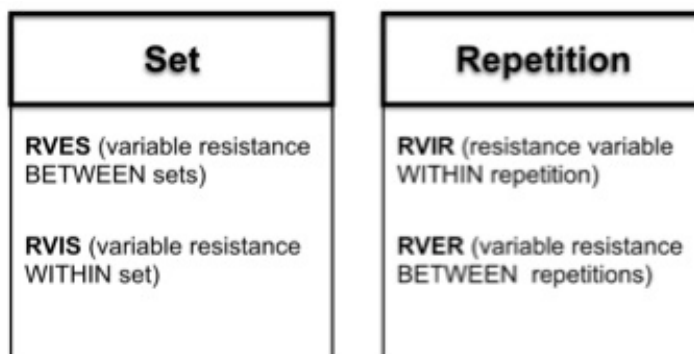 Set
RVES (variable resistance
BETWEEN sets)
RVIS (variable resistance
WITHIN set)
Repetition
RVIR (resistance variable
WITHIN repetition)
RVER (variable resistance
BETWEEN repetitions)